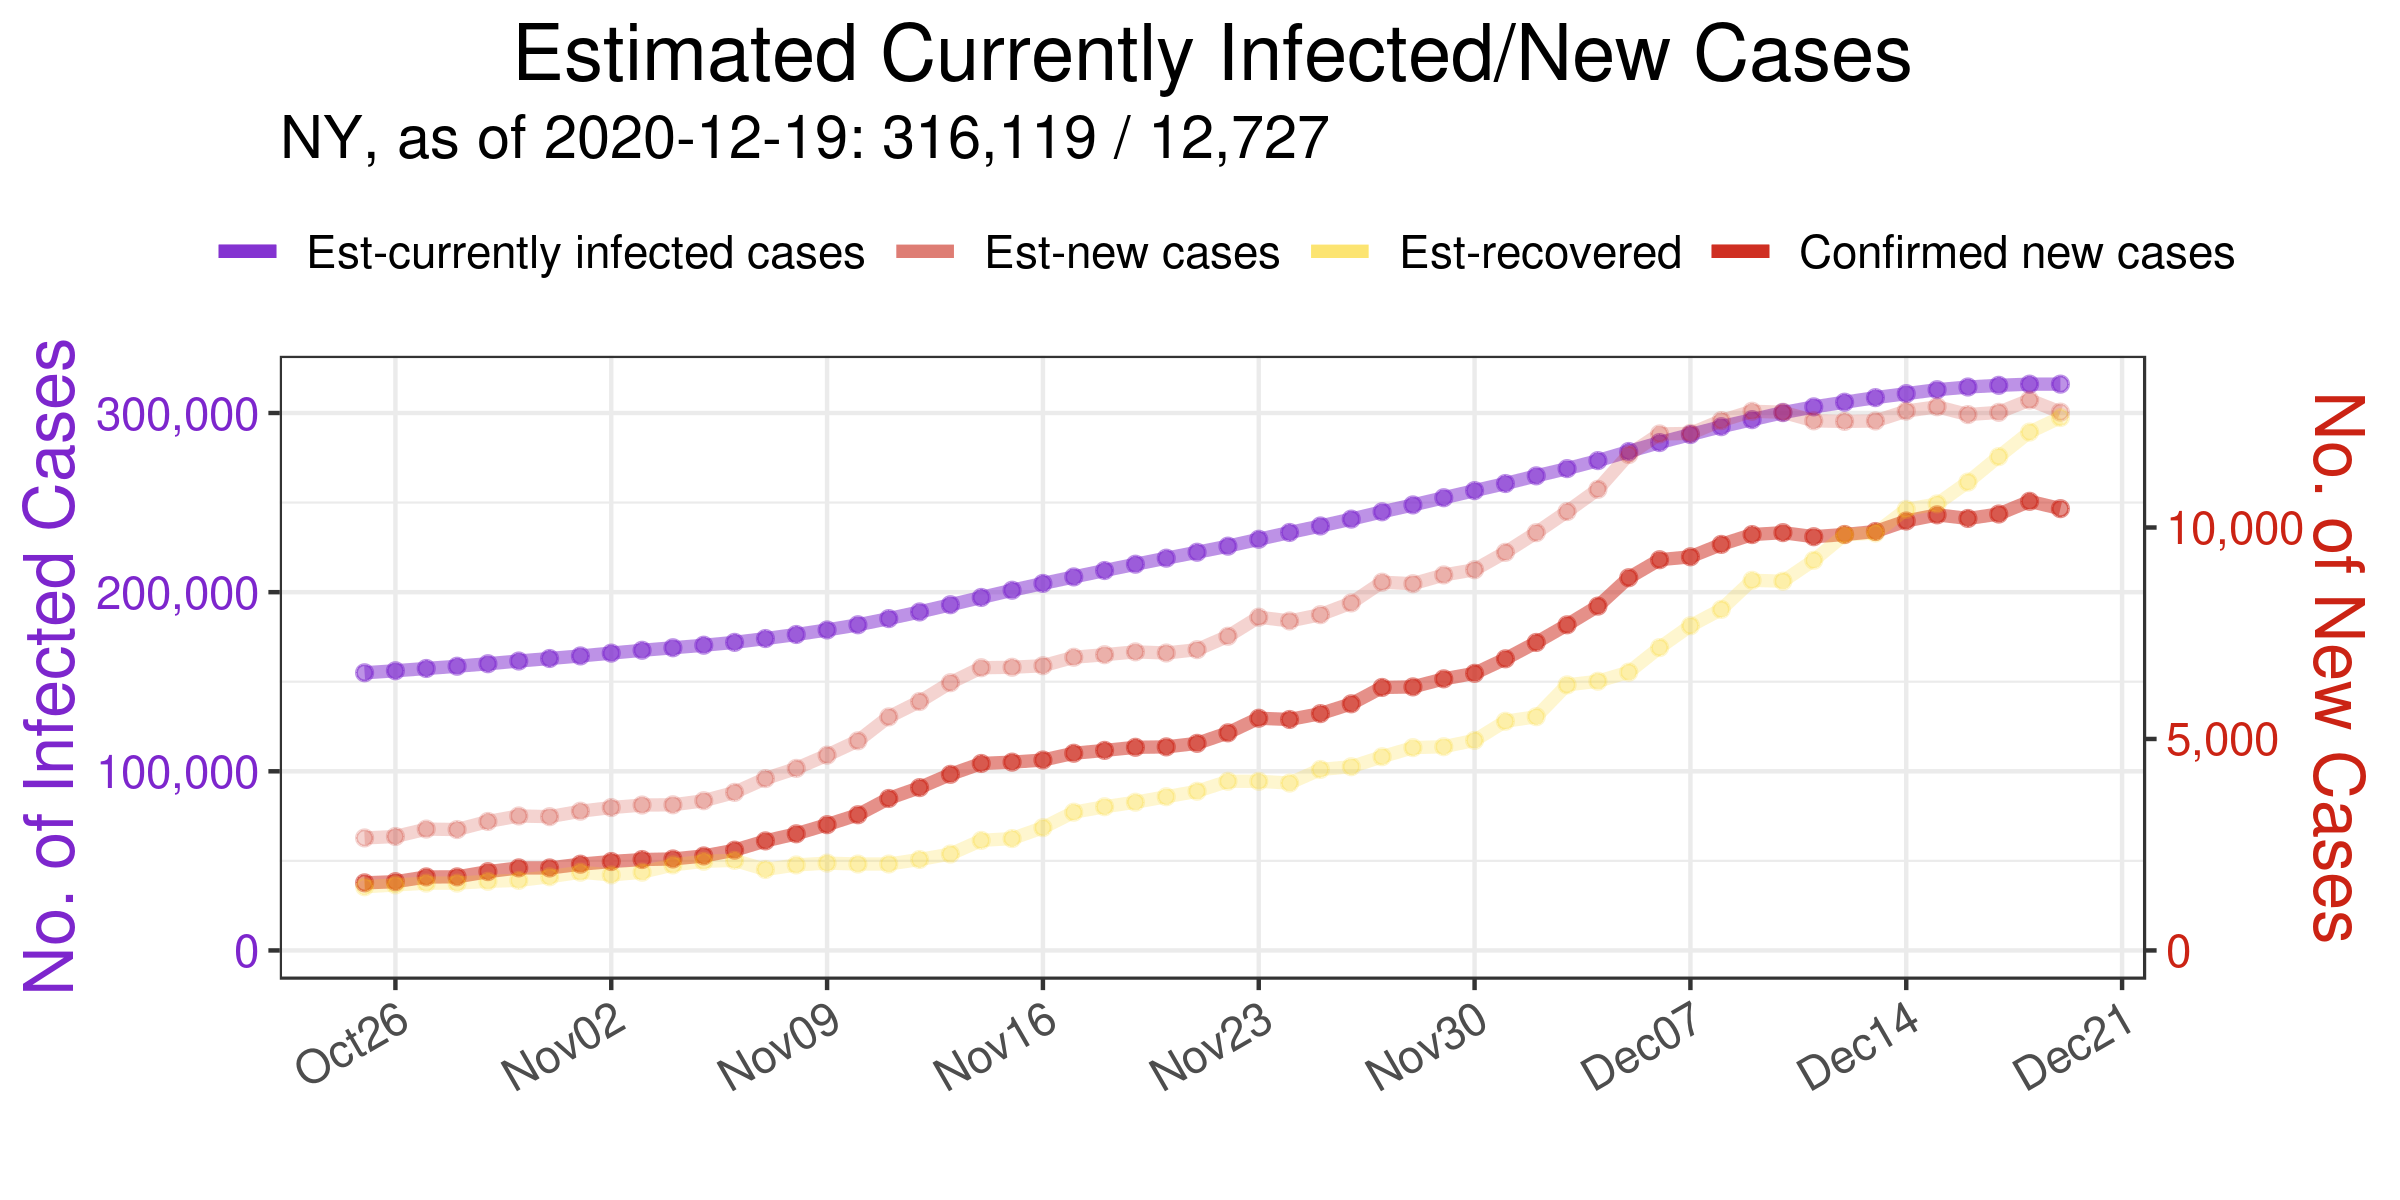 Estimated Currently Infected/New Cases
NY, as of 2020-12-19: 316,119 / 12,727
Est-currently infected cases Est-new cases Est-recovered Confirmed new cases
No. of Infected Cases
300,000
200,000
100,000
0
10,000
5,000
0
No. of New Cases
Oct26 Nov02 Nov09 Nov16 Nov23 Nov30 Dec07 Dec14 Dec21